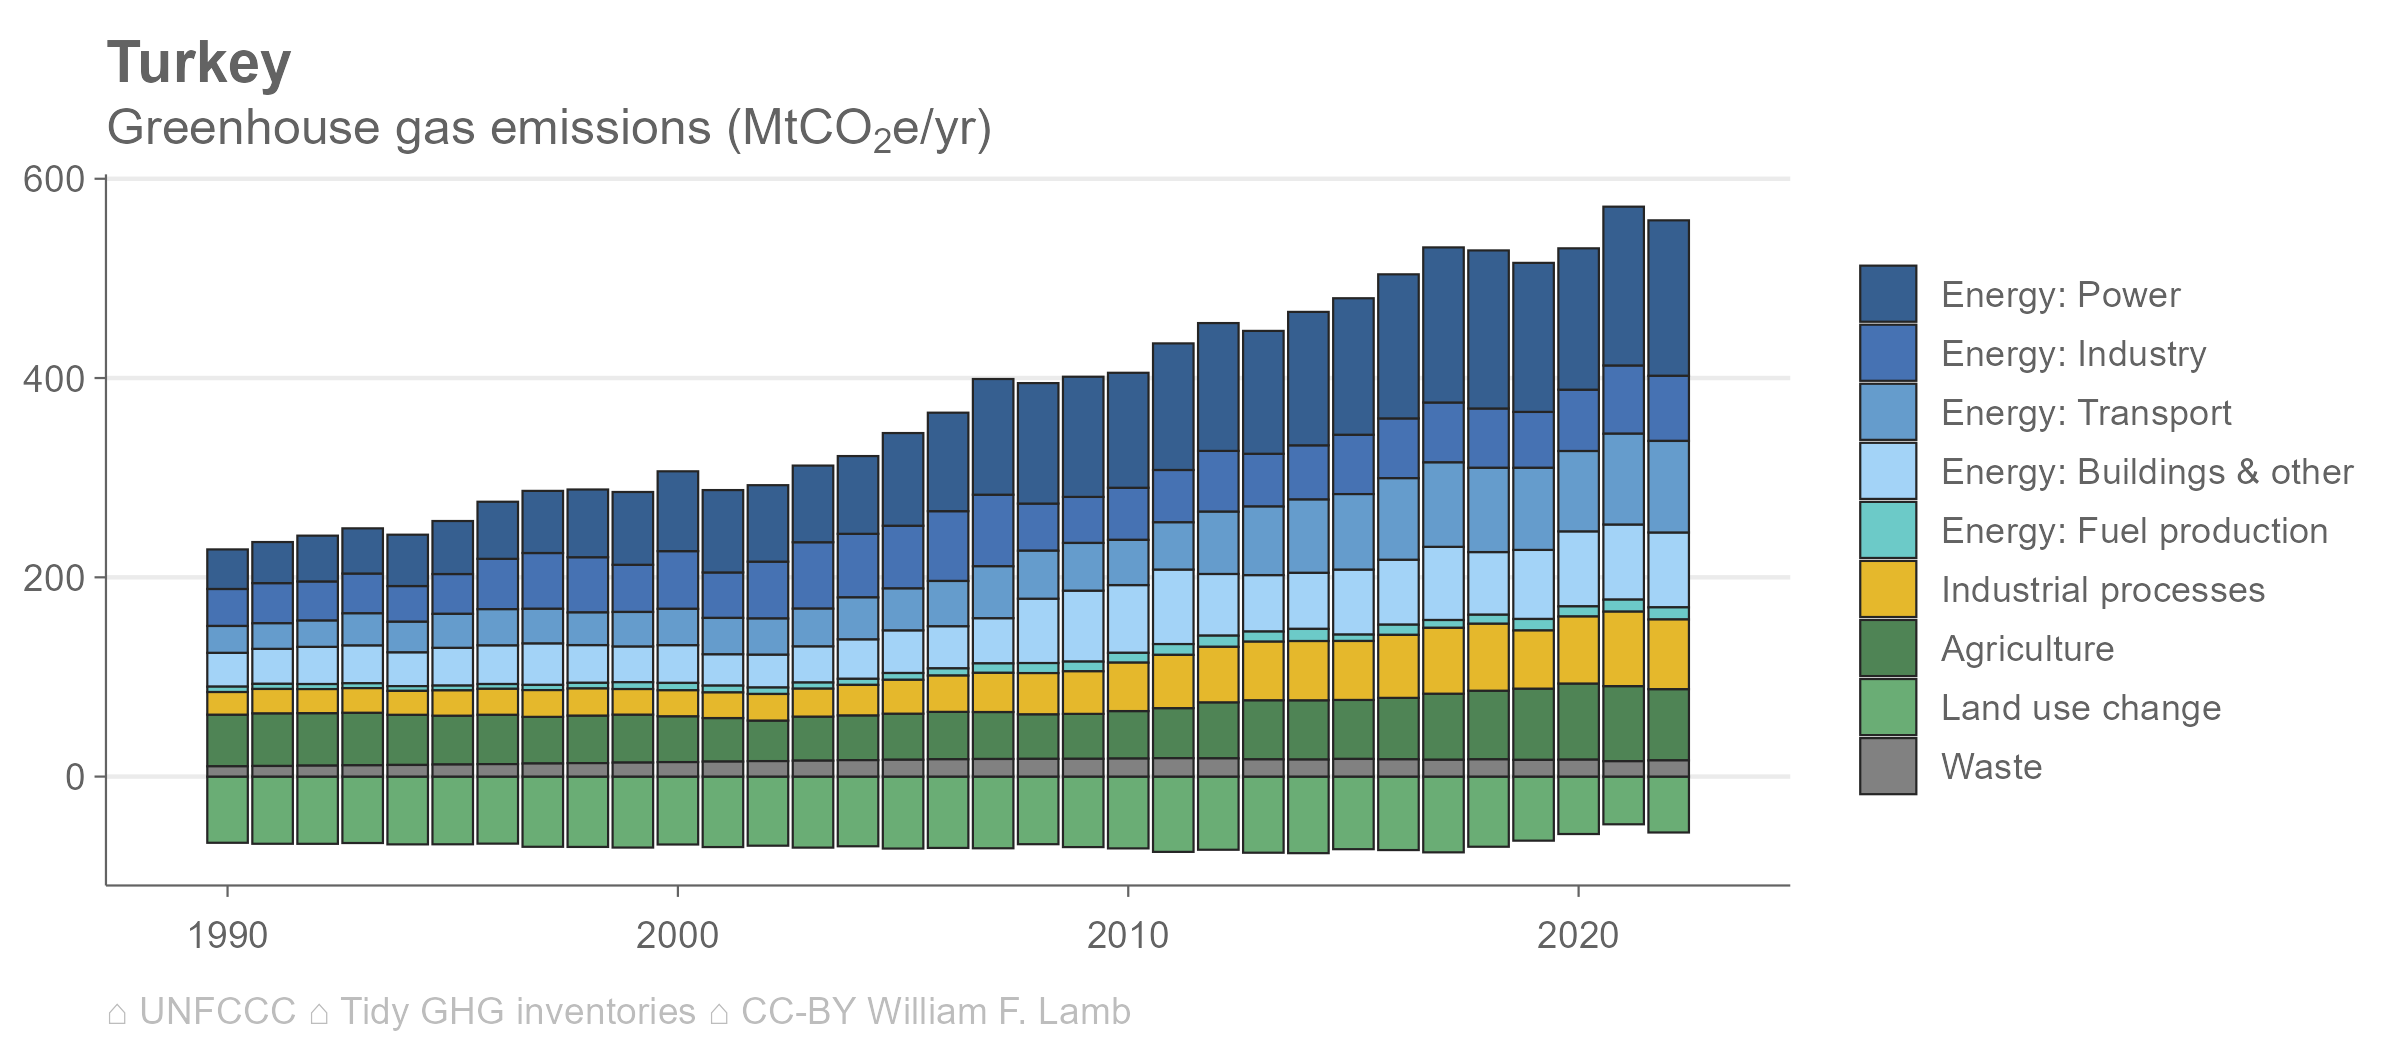 Turkey
Greenhouse gas emissions (MtCO₂e/yr)
600
400
200
0
1990
2000
2010
2020
Energy: Power
Energy: Industry
Energy: Transport
Energy: Buildings & other
Energy: Fuel production
Industrial processes
Agriculture
Land use change
Waste
⌂ UNFCCC ⌂ Tidy GHG inventories ⌂ CC-BY William F. Lamb